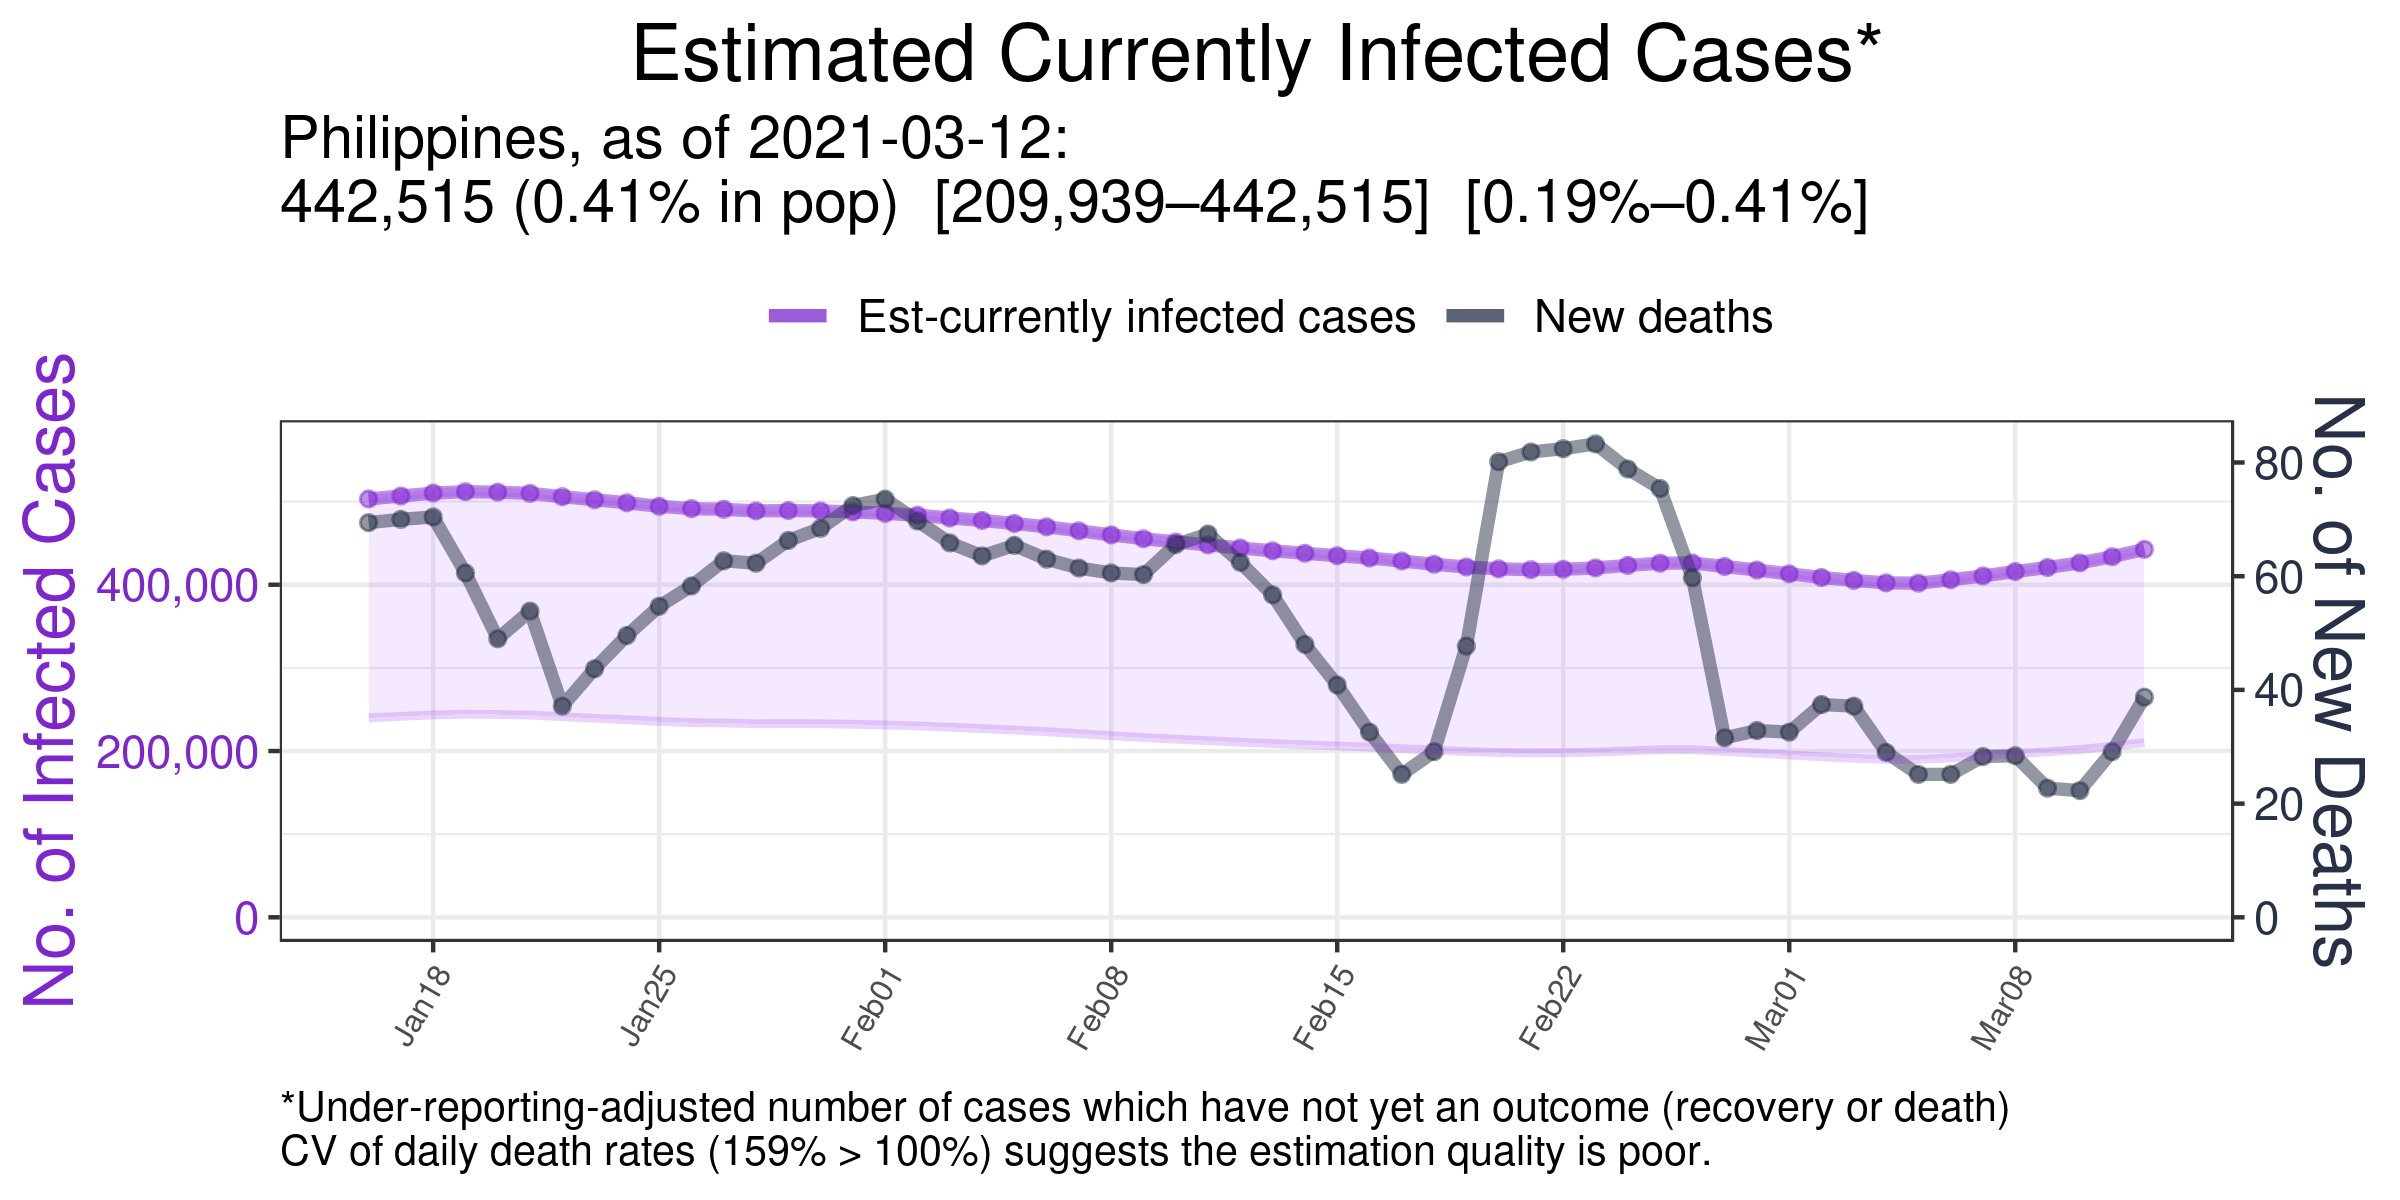 Estimated Currently Infected Cases*
Philippines, as of 2021-03-12:
442,515 (0.41% in pop)  [209,939–442,515]  [0.19%–0.41%]
Est-currently infected cases
New deaths
No. of Infected Cases
400,000
200,000
0
No. of New Deaths
80
60
40
20
0
Jan18
Jan25
Feb01
Feb08
Feb15
Feb22
Mar01
Mar08
*Under-reporting-adjusted number of cases which have not yet an outcome (recovery or death)
CV of daily death rates (159% > 100%) suggests the estimation quality is poor.